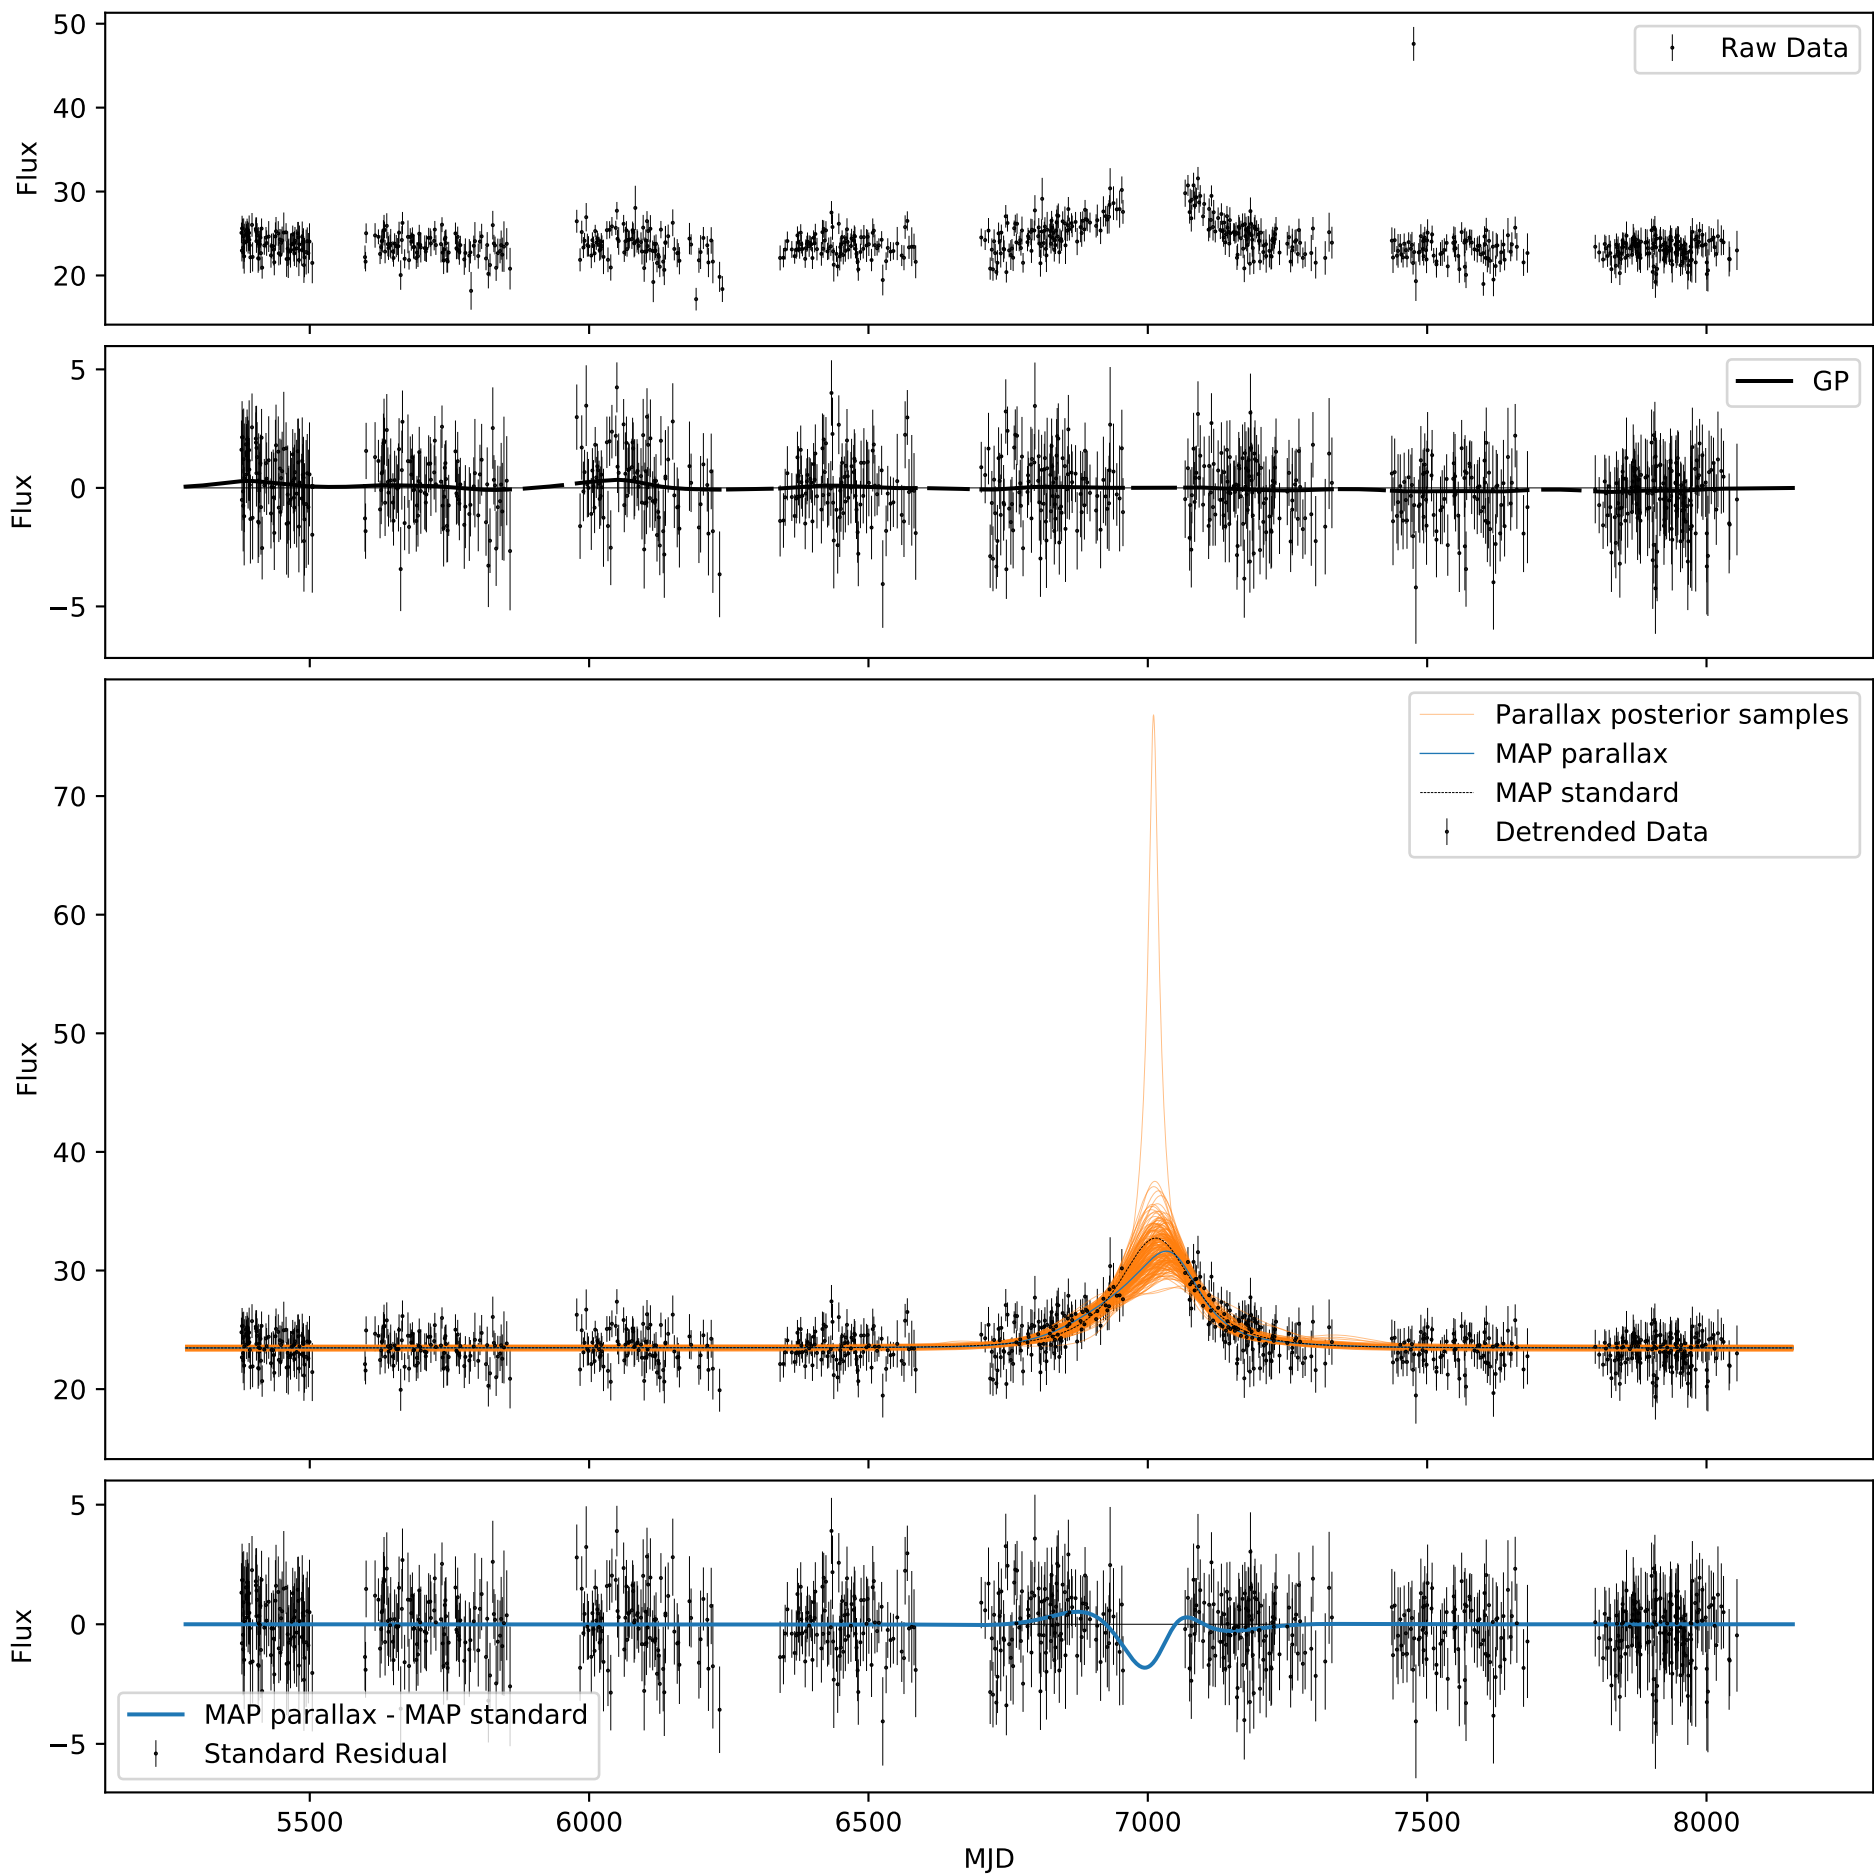 50
40
30
20
Flux
Raw Data
5
0
−5
Flux
GP
70
60
50
40
30
20
Flux
Parallax posterior samples
MAP parallax
MAP standard
Detrended Data
5
0
−5
Flux
MAP parallax - MAP standard
Standard Residual
5500 6000 6500 7000 7500 8000
MJD